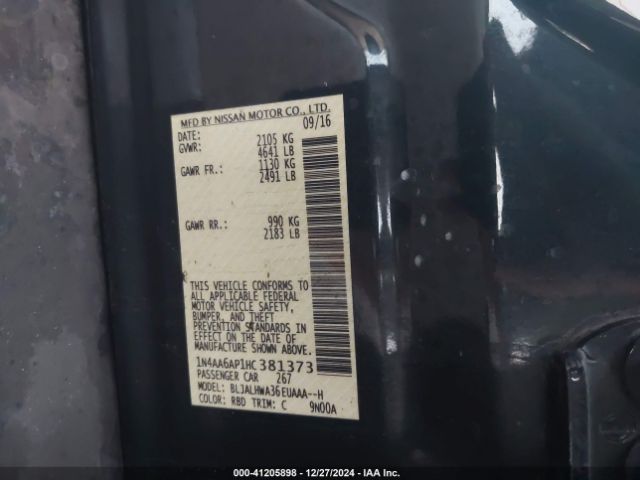 MFD BY NISSAN MOTOR CO., LTD.
DATE: 09/16
GVWR: 2105 KG
4641 LB
GAWR FR.: 1130 KG
2491 LB
GAWR RR.: 990 KG
2183 LB
THIS VEHICLE CONFORMS TO
ALL APPLICABLE FEDERAL
MOTOR VEHICLE SAFETY,
BUMPER, AND THEFT
PREVENTION STANDARDS IN
EFFECT ON THE DATE OF
MANUFACTURE SHOWN ABOVE.
1N4AA6AP1HC381373
PASSENGER CAR 267
MODEL: BLJALHWA36EUAAA--H
COLOR: RBD TRIM: C 9N00A
000-41205898 - 12/27/2024 - IAA Inc.